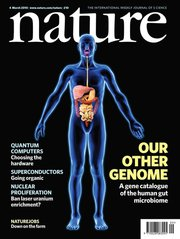 4 March 2010 / www.nature.com/nature / £10
THE INTERNATIONAL WEEKLY JOURNAL OF SCIENCE
nature
QUANTUM
COMPUTERS
Choosing the
hardware
SUPERCONDUCTORS
Going organic
NUCLEAR
PROLIFERATION
Ban laser uranium
enrichment?
NATUREJOBS
Down on the farm
OUR
OTHER
GENOME
A gene catalogue
of the human gut
microbiome